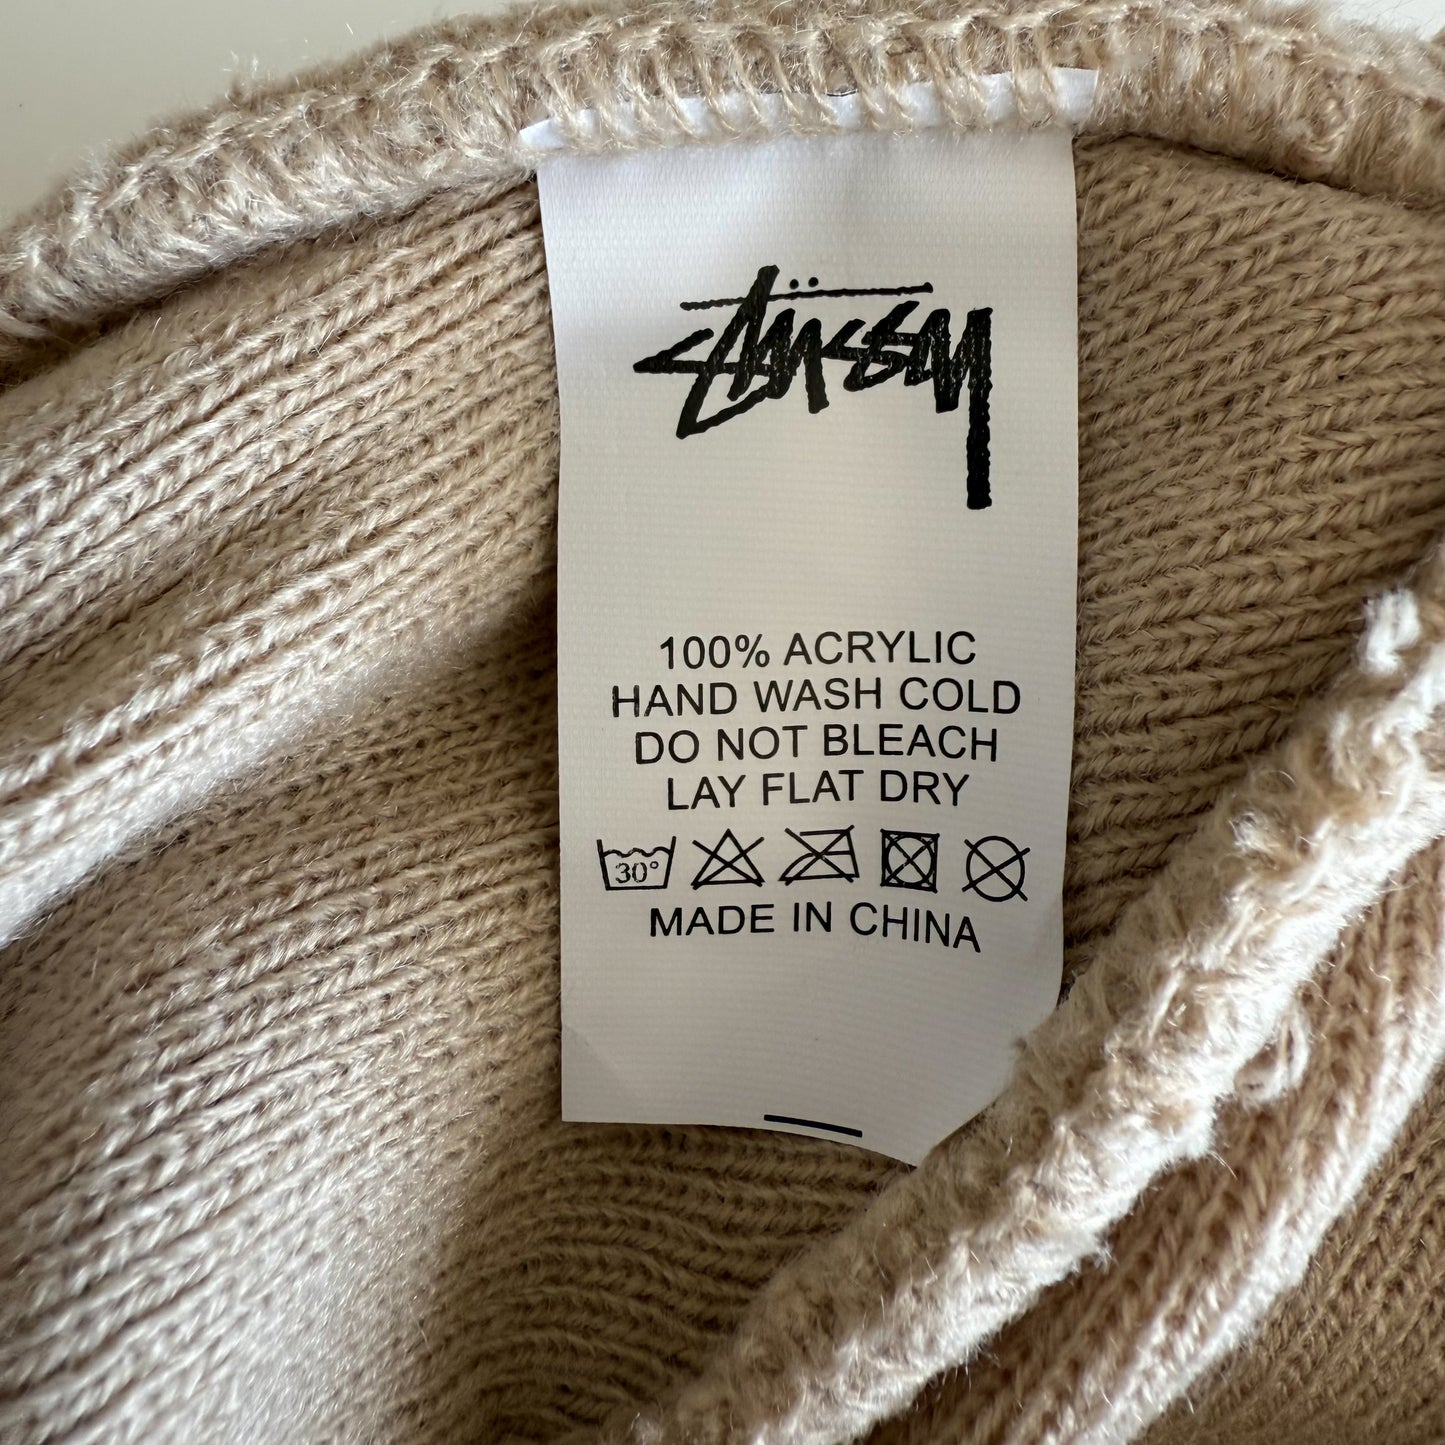 Stüssy
100% ACRYLIC
HAND WASH COLD
DO NOT BLEACH
LAY FLAT DRY
30°
MADE IN CHINA